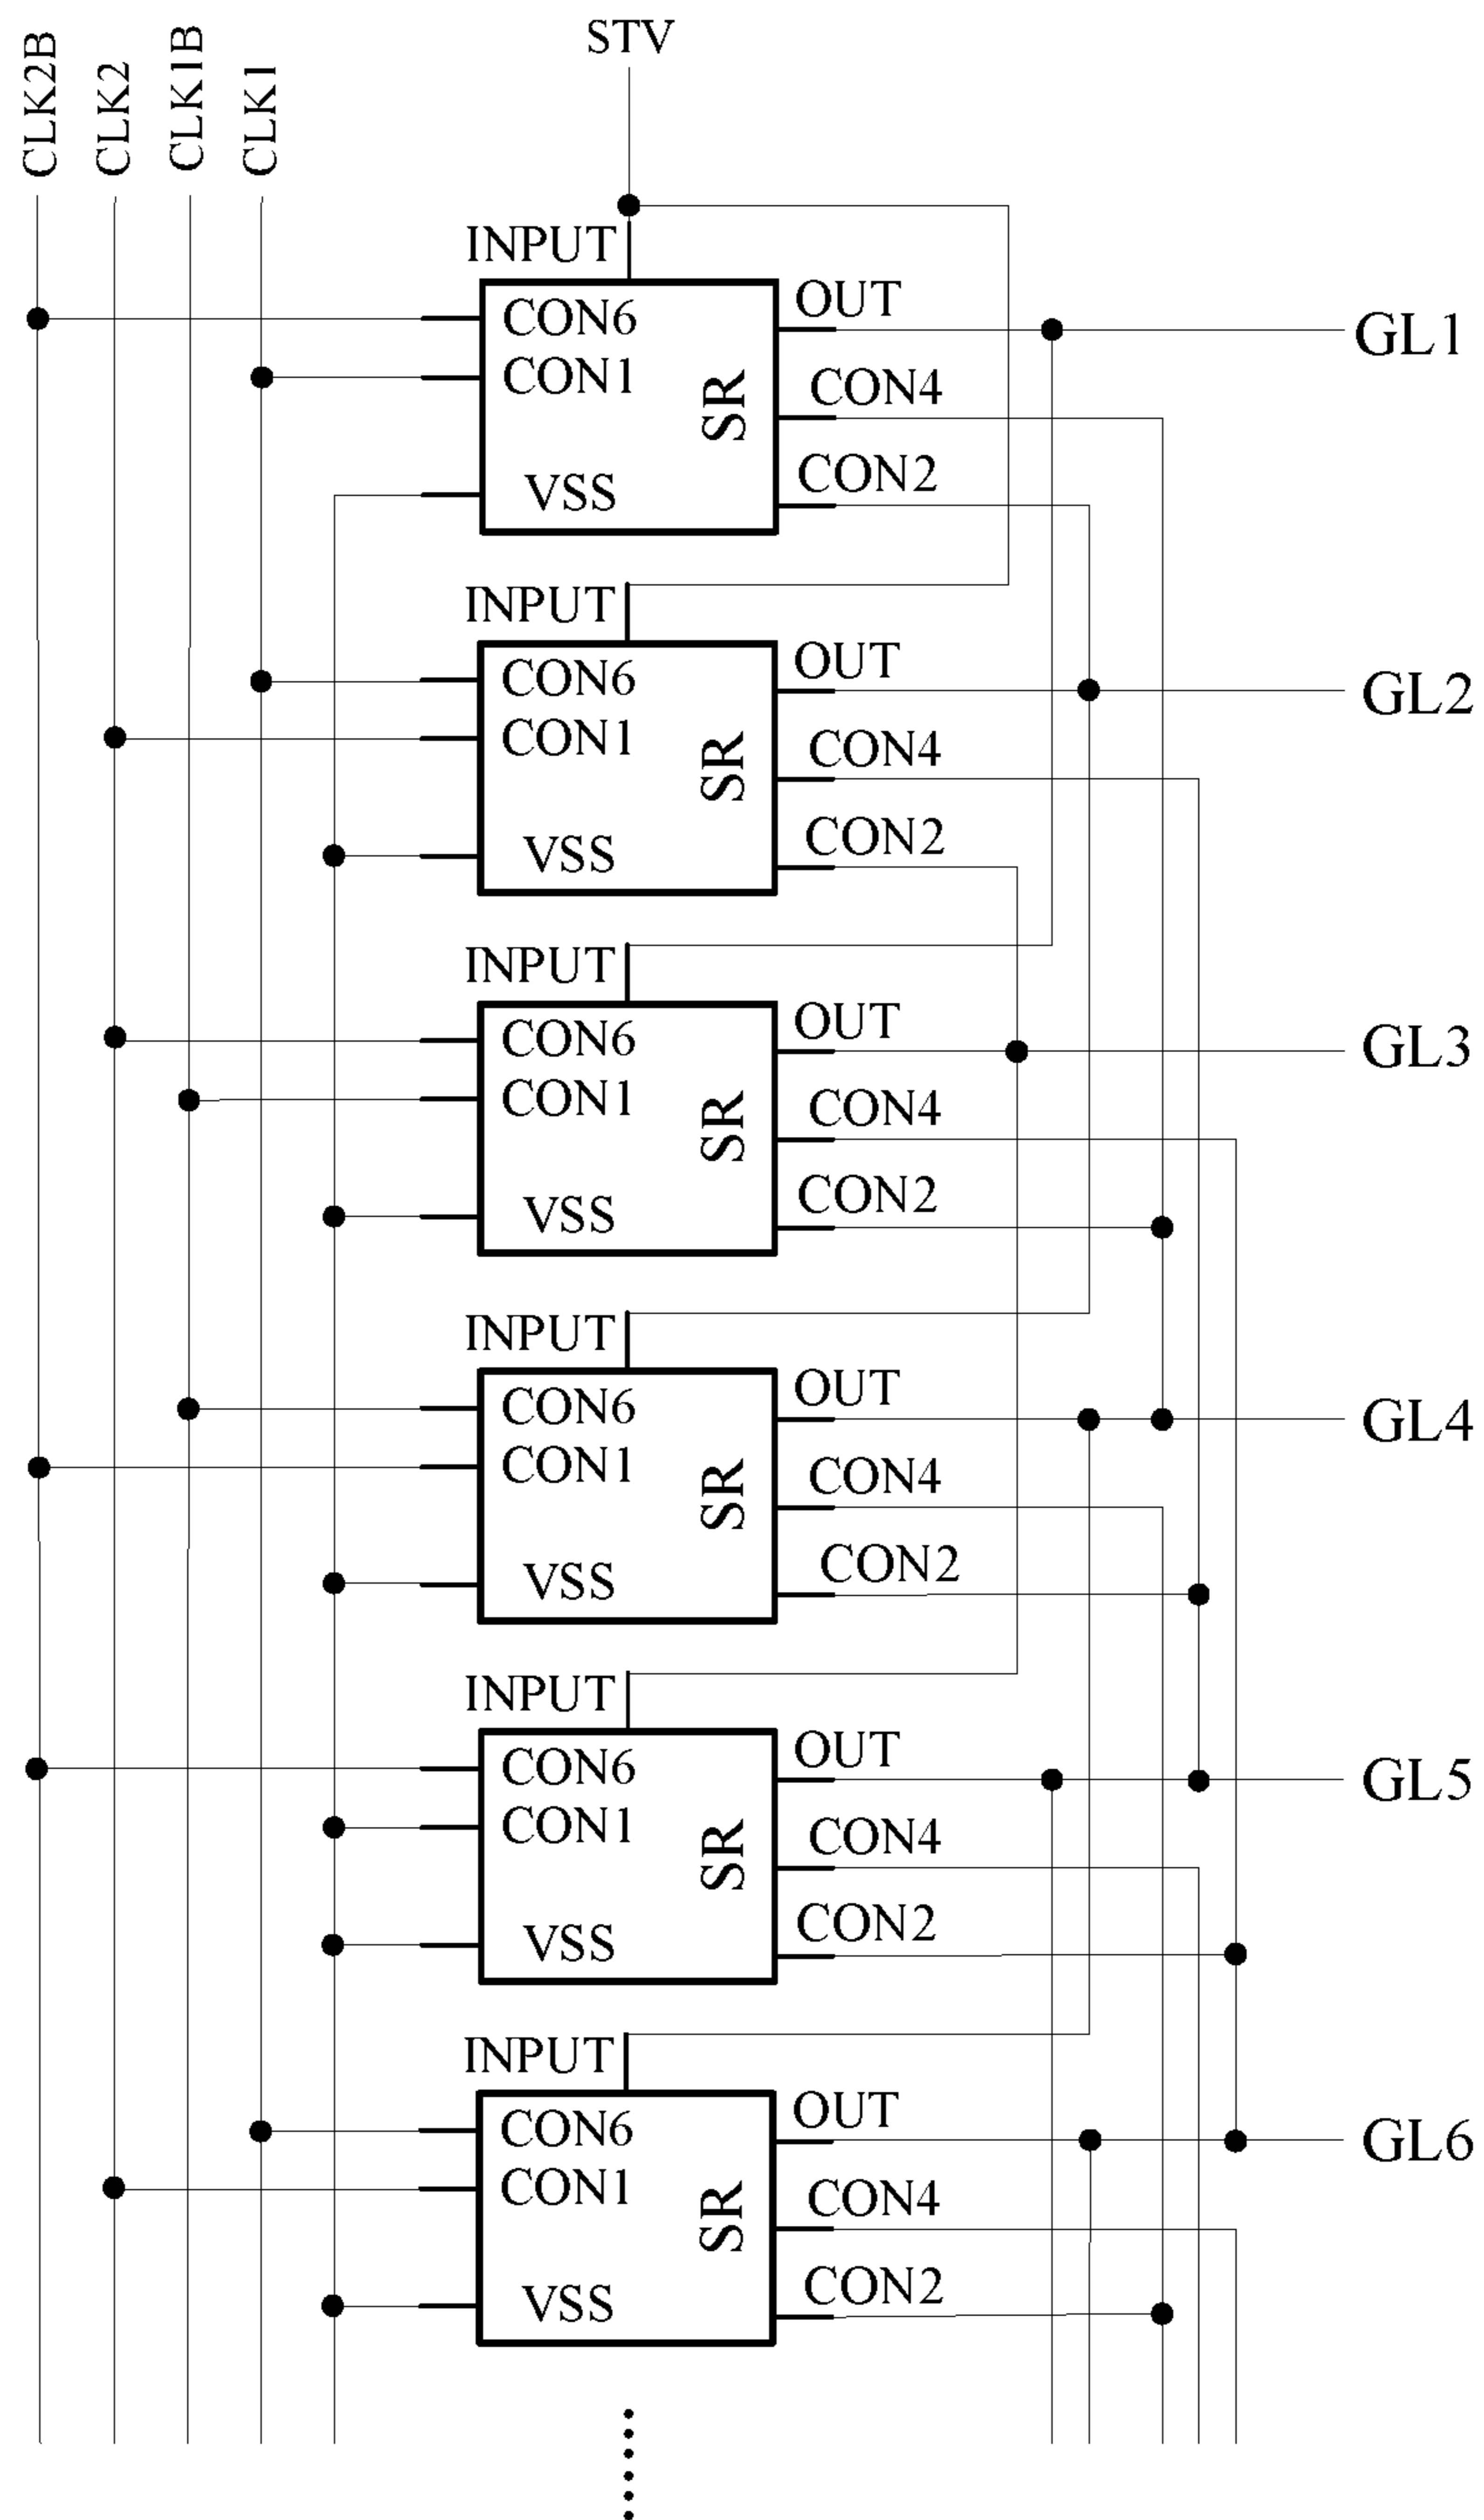 CLK2B
CLK2
CLK1B
CLK1
STV
INPUT
CON6
CON1
VSS
SR
OUT
CON4
CON2
GL1
INPUT
CON6
CON1
VSS
SR
OUT
CON4
CON2
GL2
INPUT
CON6
CON1
VSS
SR
OUT
CON4
CON2
GL3
INPUT
CON6
CON1
VSS
SR
OUT
CON4
CON2
GL4
INPUT
CON6
CON1
VSS
SR
OUT
CON4
CON2
GL5
INPUT
CON6
CON1
VSS
SR
OUT
CON4
CON2
GL6